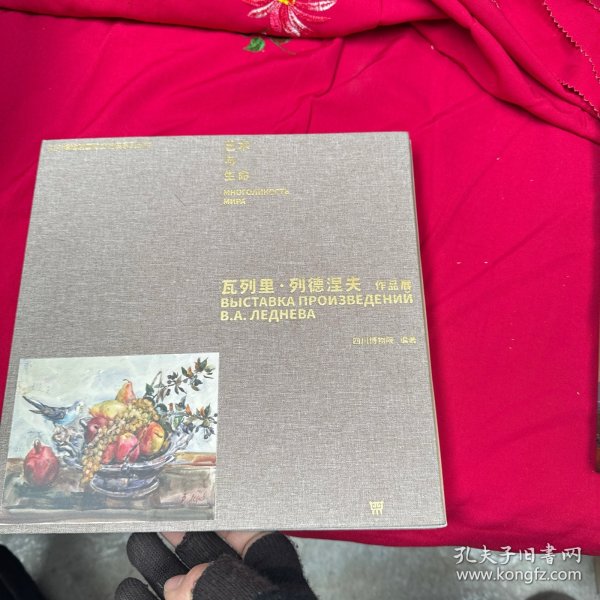 艺术
与
生命
МНОГОЛИКОСТЬ
МИРА
瓦列里·列德涅夫 作品展
ВЫСТАВКА ПРОИЗВЕДЕНИЙ
В.А. ЛЕДНЕВА
四川博物院 编著
孔夫子旧书网
www.kongfz.com